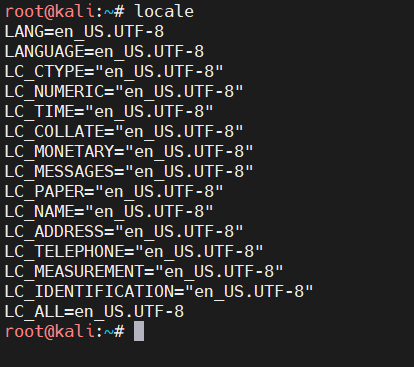 root@kali:~# locale
LANG=en_US.UTF-8
LANGUAGE=en_US.UTF-8
LC_CTYPE="en_US.UTF-8"
LC_NUMERIC="en_US.UTF-8"
LC_TIME="en_US.UTF-8"
LC_COLLATE="en_US.UTF-8"
LC_MONETARY="en_US.UTF-8"
LC_MESSAGES="en_US.UTF-8"
LC_PAPER="en_US.UTF-8"
LC_NAME="en_US.UTF-8"
LC_ADDRESS="en_US.UTF-8"
LC_TELEPHONE="en_US.UTF-8"
LC_MEASUREMENT="en_US.UTF-8"
LC_IDENTIFICATION="en_US.UTF-8"
LC_ALL=en_US.UTF-8
root@kali:~#